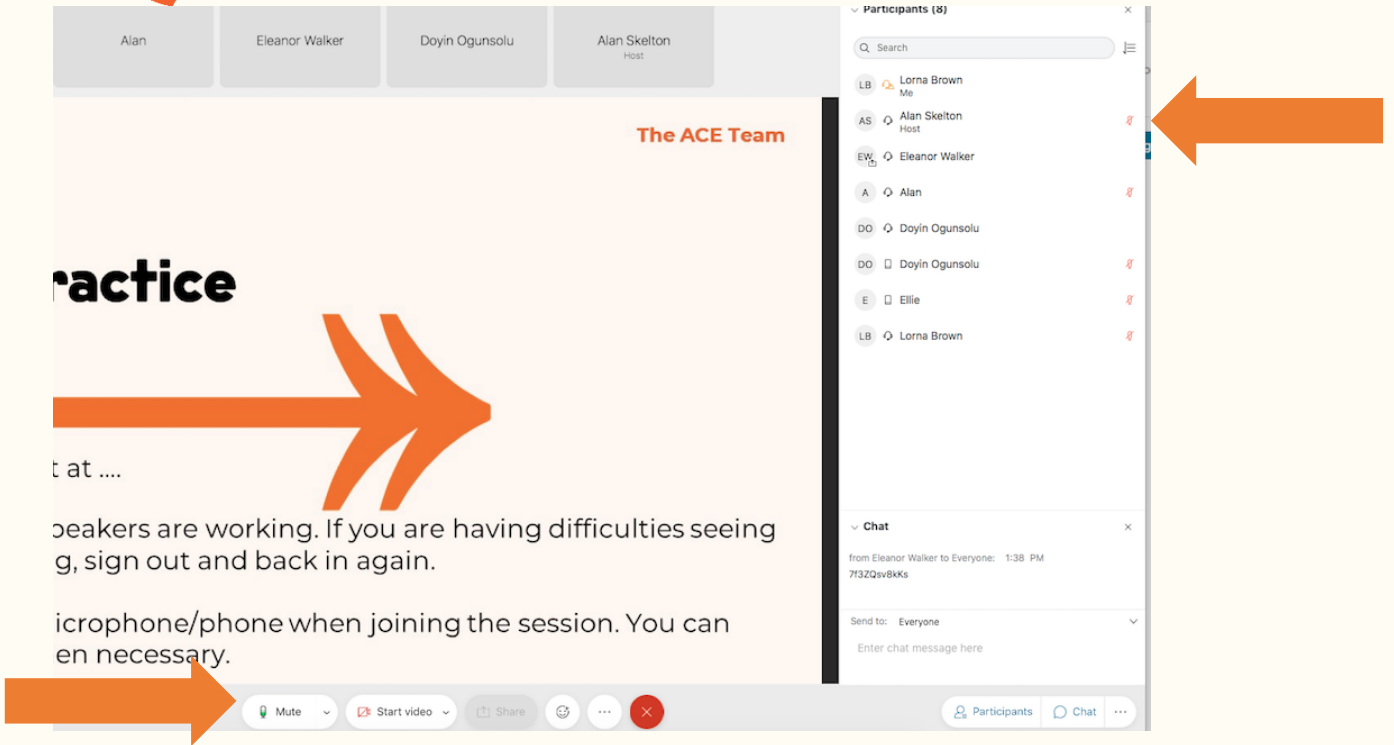 Alan
Eleanor Walker
Doyin Ogunsolu
Alan Skelton
Host
The ACE Team
ractice
t at ....
peakers are working. If you are having difficulties seeing
g, sign out and back in again.
icrophone/phone when joining the session. You can
en necessary.
Mute
Start video
Share
Participants (8)
Search
LB Lorna Brown
Me
AS Alan Skelton
Host
EW Eleanor Walker
A Alan
DO Doyin Ogunsolu
DO Doyin Ogunsolu
E Ellie
LB Lorna Brown
Chat
from Eleanor Walker to Everyone: 1:38 PM
7f3ZQsv8kKs
Send to: Everyone
Enter chat message here
Participants
Chat